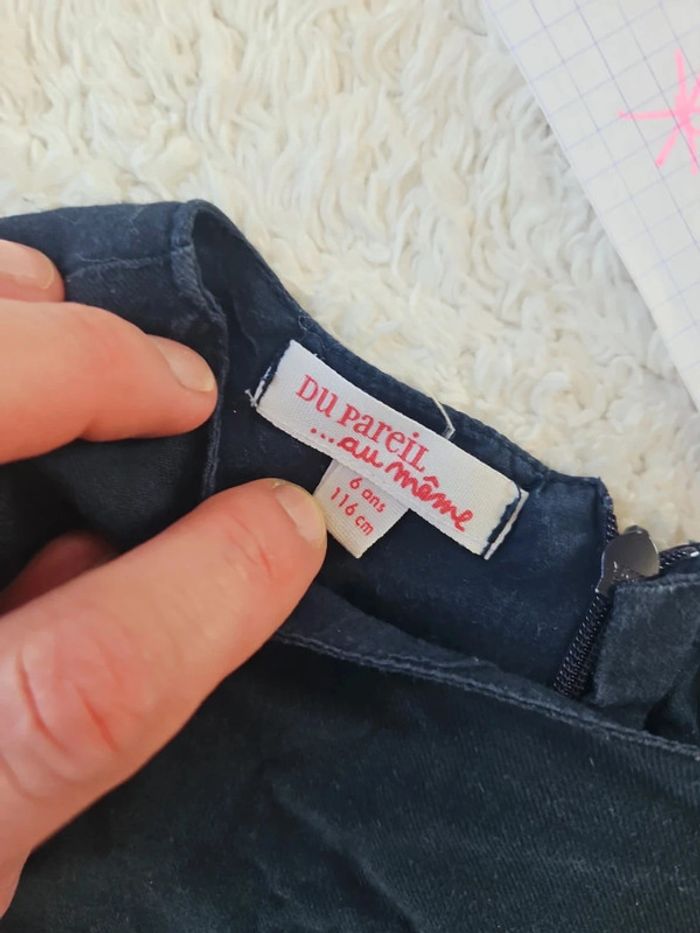 DU PAREIL
...au même
6 ans
116 cm